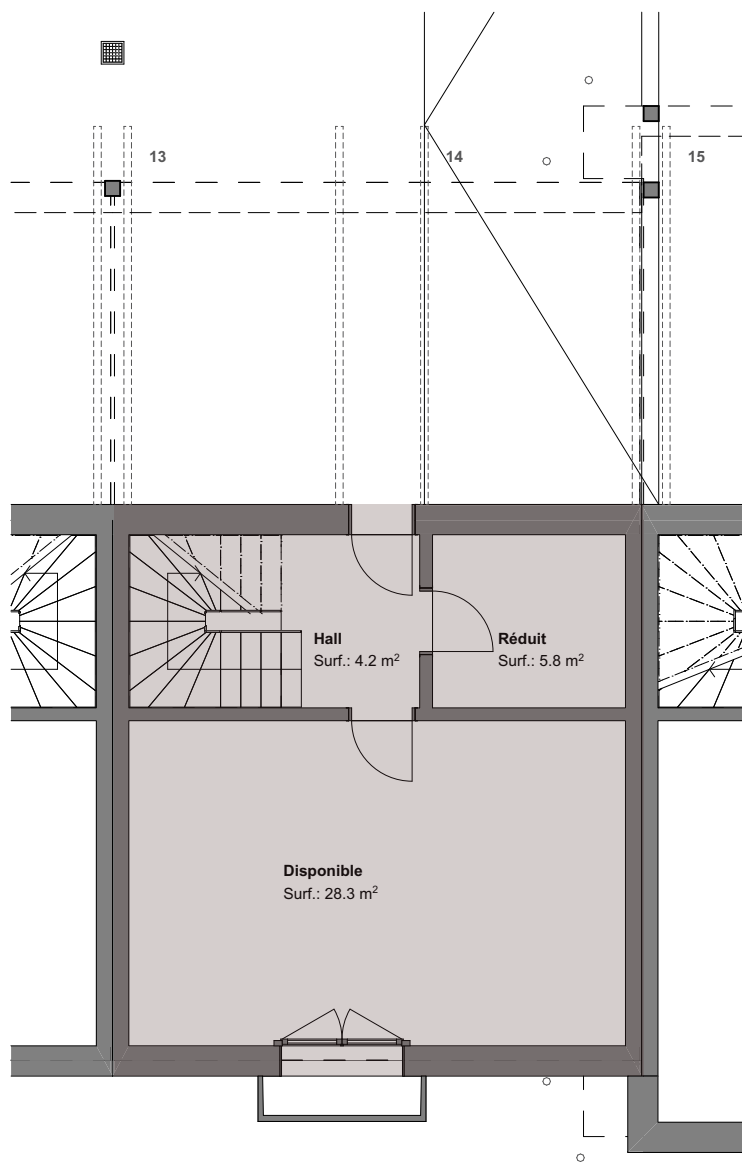 13
14
15
Hall
Surf.: 4.2 m²
Réduit
Surf.: 5.8 m²
Disponible
Surf.: 28.3 m²